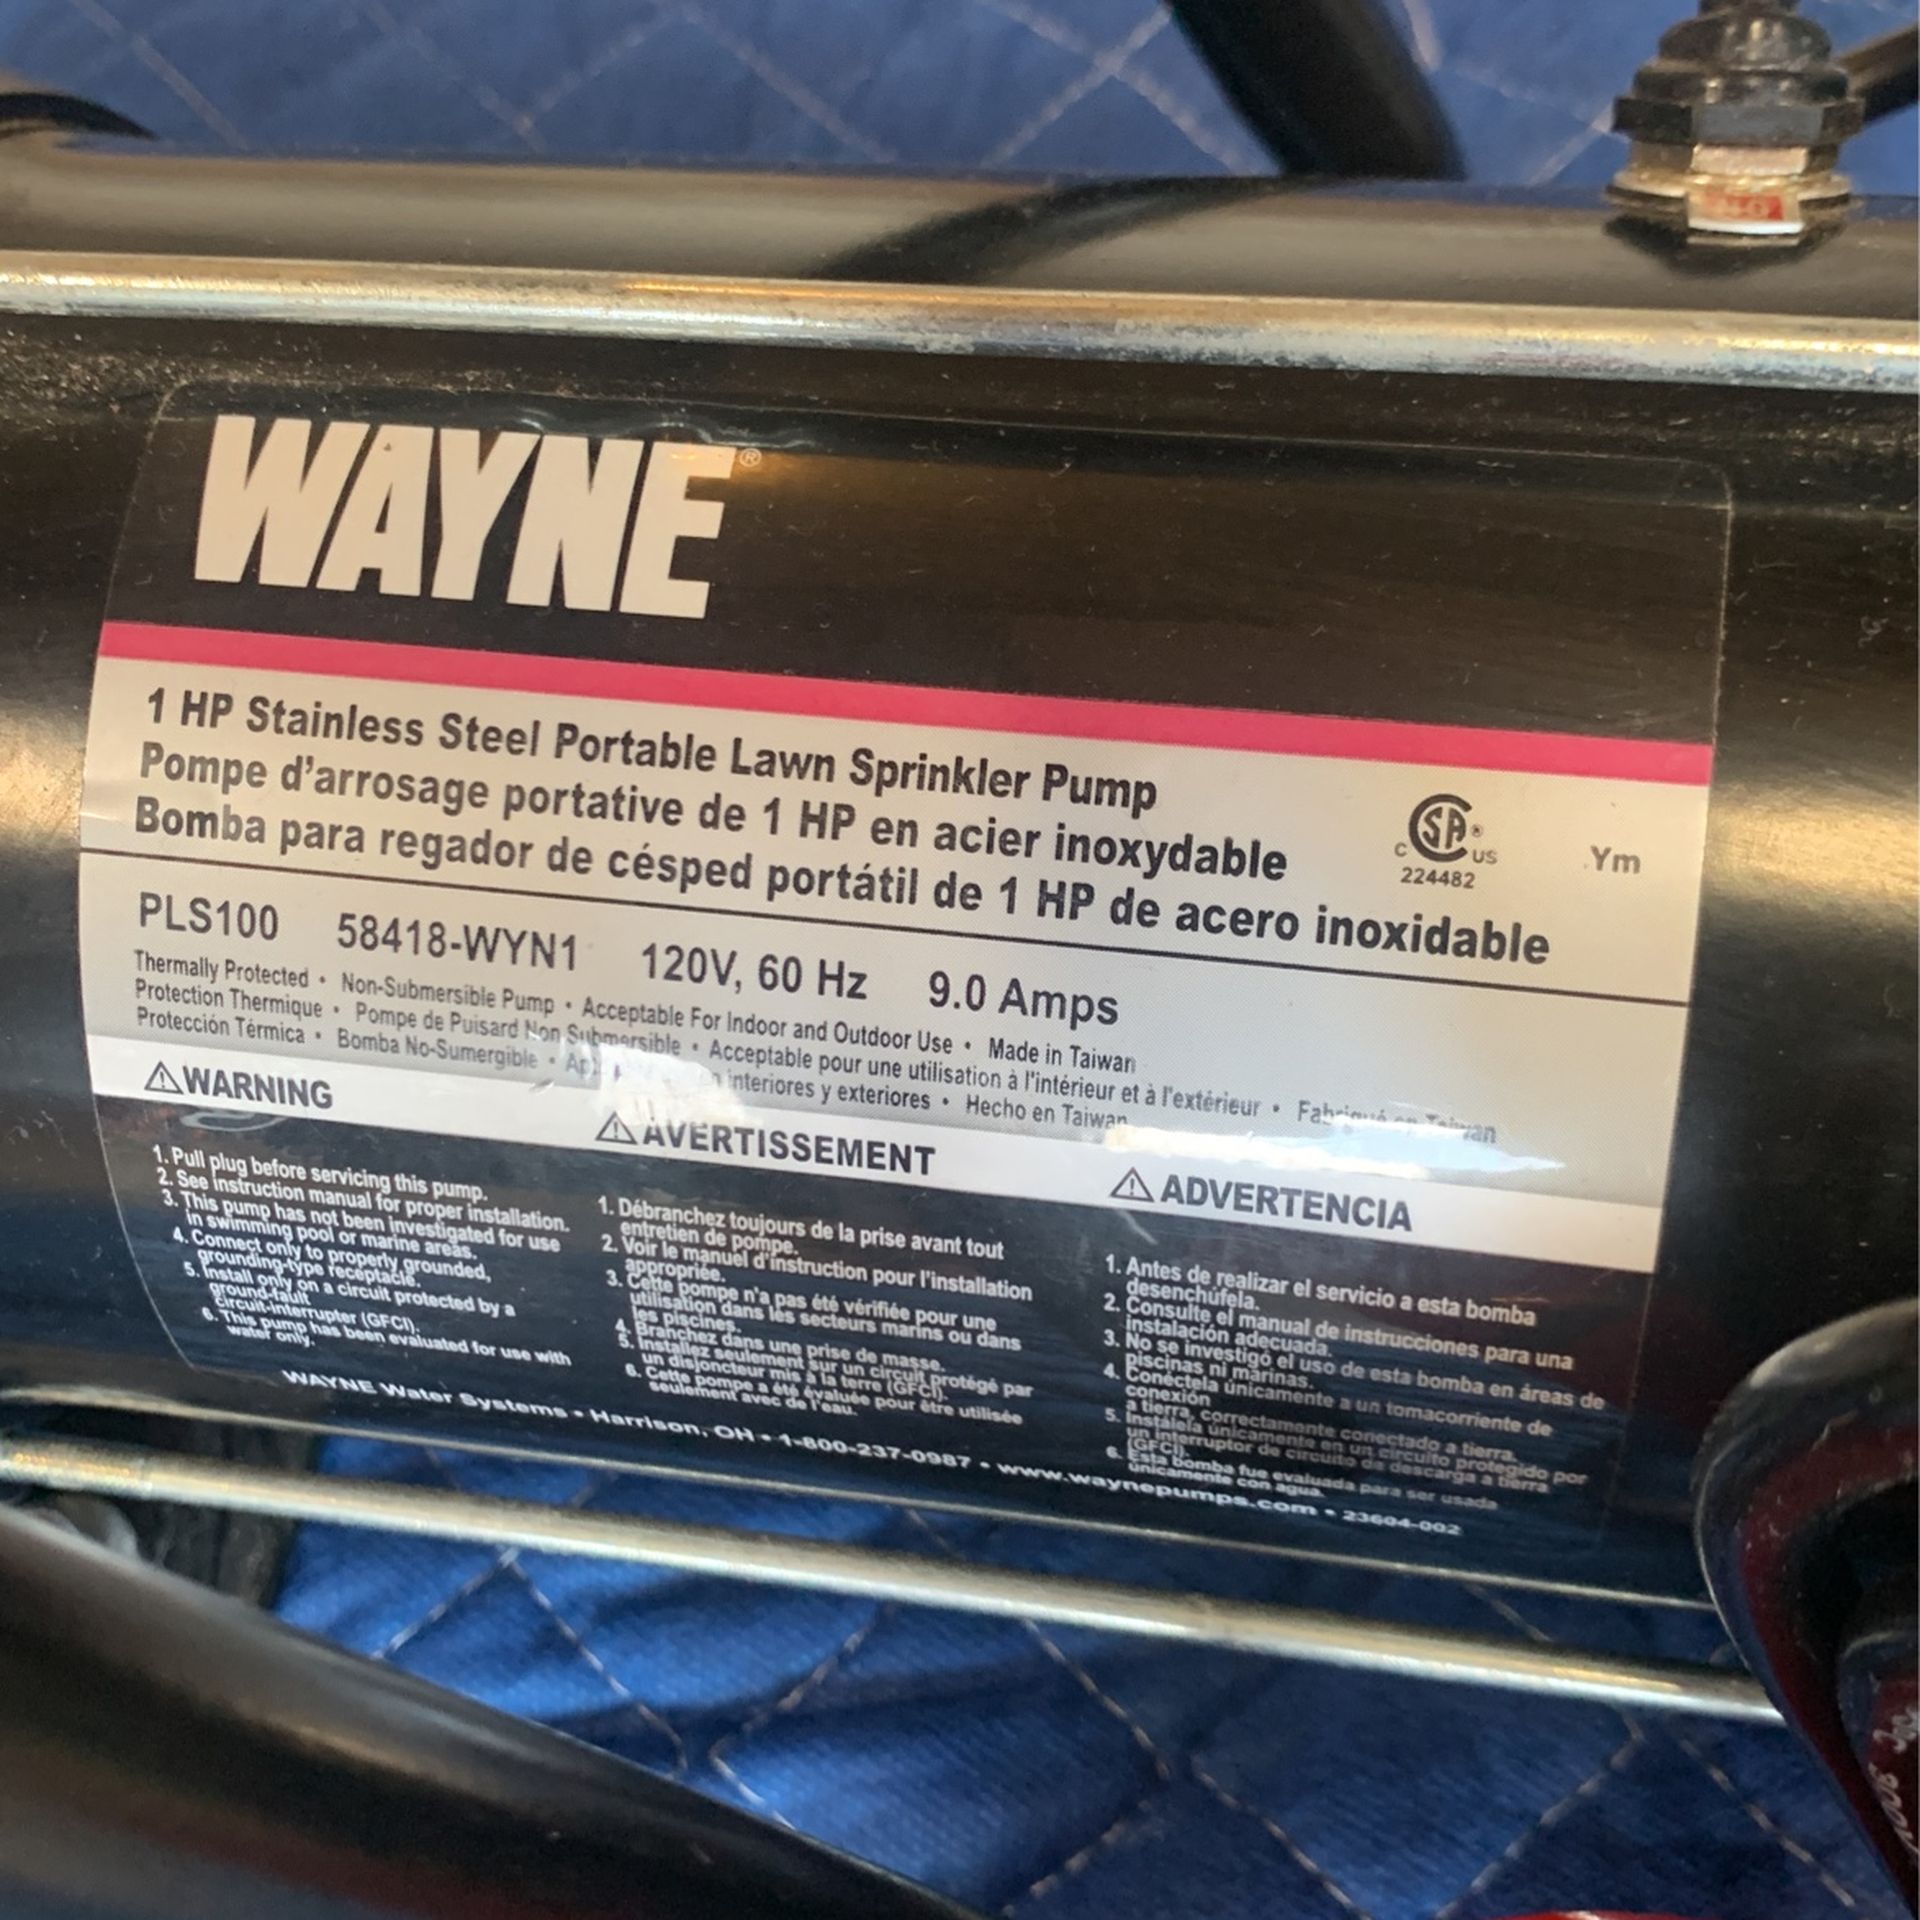 WAYNE®
1 HP Stainless Steel Portable Lawn Sprinkler Pump
Pompe d'arrosage portative de 1 HP en acier inoxydable
Bomba para regador de césped portátil de 1 HP de acero inoxidable
CSA®
C US
224482
Ym
PLS100 58418-WYN1 120V, 60 Hz 9.0 Amps
Thermally Protected • Non-Submersible Pump • Acceptable For Indoor and Outdoor Use • Made in Taiwan
Protection Thermique • Pompe de Puisard Non Submersible • Acceptable pour une utilisation à l'intérieur et à l'extérieur • Fabriqué en Taiwan
Protección Térmica • Bomba No-Sumergible • interiores y exteriores • Hecho en Taiwan
⚠WARNING
1. Pull plug before servicing this pump.
2. See instruction manual for proper installation.
3. This pump has not been investigated for use
in swimming pool or marine areas.
4. Connect only to properly grounded,
grounding-type receptacle.
5. Install only on a circuit protected by a
ground-fault
circuit-interrupter (GFCI).
6. This pump has been evaluated for use with
water only.
⚠AVERTISSEMENT
1. Débranchez toujours de la prise avant tout
entretien de pompe.
2. Voir le manuel d'instruction pour l'installation
appropriée.
3. Cette pompe n'a pas été vérifiée pour une
utilisation dans les secteurs marins ou dans
les piscines.
4. Branchez dans une prise de masse.
5. Installez seulement sur un circuit protégé par
un disjoncteur mis à la terre (GFCI).
6. Cette pompe a été évaluée pour être utilisée
seulement avec de l'eau.
⚠ADVERTENCIA
1. Antes de realizar el servicio a esta bomba
desenchúfela.
2. Consulte el manual de instrucciones para una
instalación adecuada.
3. No se investigó el uso de esta bomba en áreas de
piscinas ni marinas.
4. Conéctela únicamente a un tomacorriente de
conexión
a tierra, correctamente conectado a tierra.
5. Instálela únicamente en un circuito protegido por
un interruptor de circuito da descarga a tierra
(GFCI).
6. Esta bomba fue evaluada para ser usada
únicamente con agua.
WAYNE Water Systems • Harrison, OH • 1-800-237-0987 • www.waynepumps.com • 23604-002